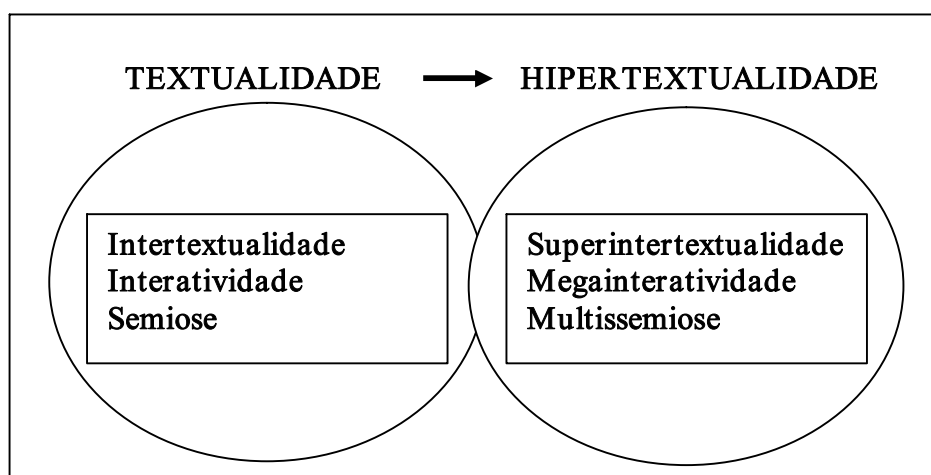 TEXTUALIDADE → HIPERTEXTUALIDADE
Intertextualidade
Interatividade
Semiose
Superintertextualidade
Megainteratividade
Multissemiose